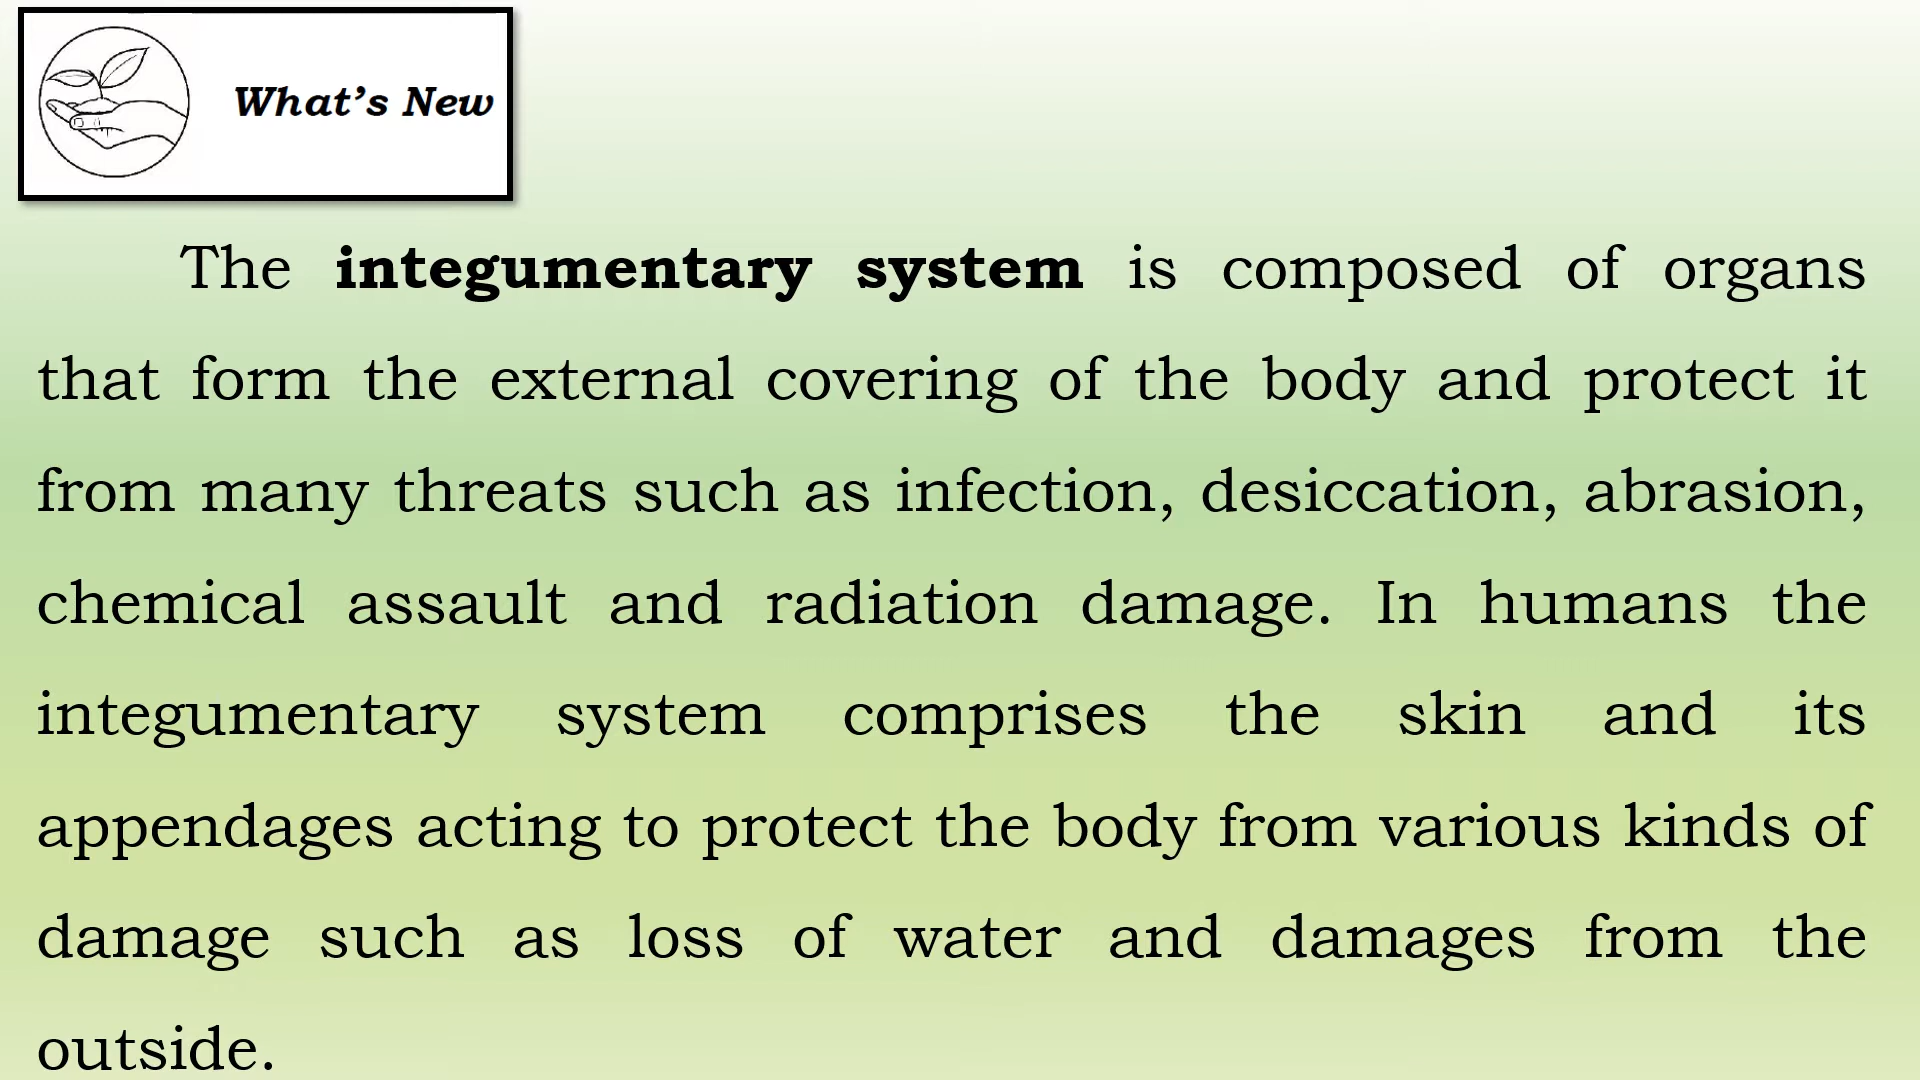 What's New
The integumentary system is composed of organs
that form the external covering of the body and protect it
from many threats such as infection, desiccation, abrasion,
chemical assault and radiation damage. In humans the
integumentary system comprises the skin and its
appendages acting to protect the body from various kinds of
damage such as loss of water and damages from the
outside.